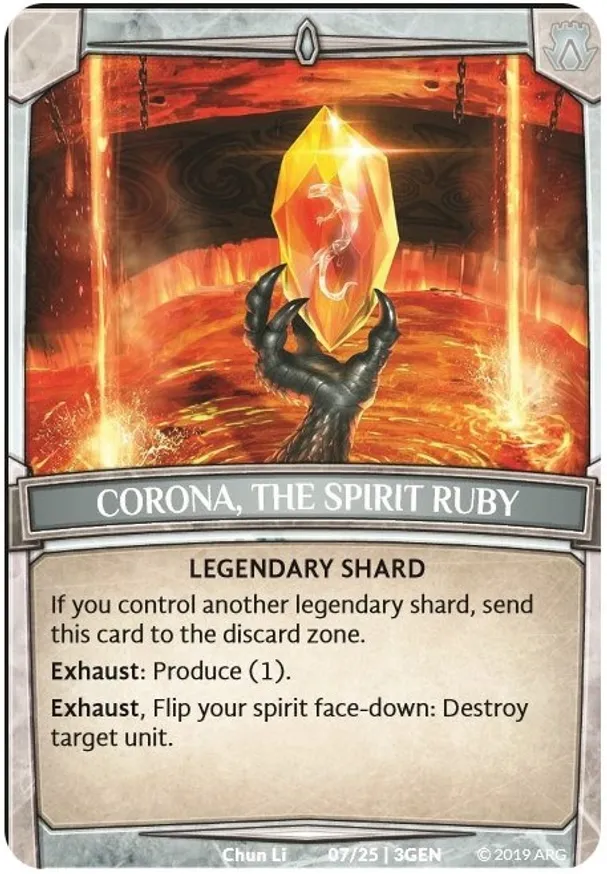 CORONA, THE SPIRIT RUBY
LEGENDARY SHARD
If you control another legendary shard, send
this card to the discard zone.
Exhaust: Produce (1).
Exhaust, Flip your spirit face-down: Destroy
target unit.
Chun Li 07/25 | 3GEN © 2019 ARG